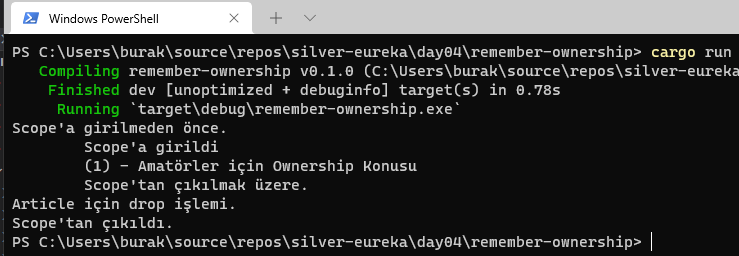 Windows PowerShell
PS C:\Users\burak\source\repos\silver-eureka\day04\remember-ownership> cargo run
Compiling remember-ownership v0.1.0 (C:\Users\burak\source\repos\silver-eureka
Finished dev [unoptimized + debuginfo] target(s) in 0.78s
Running `target\debug\remember-ownership.exe`
Scope'a girilmeden önce.
Scope'a girildi
(1) - Amatörler için Ownership Konusu
Scope'tan çıkılmak üzere.
Article için drop işlemi.
Scope'tan çıkıldı.
PS C:\Users\burak\source\repos\silver-eureka\day04\remember-ownership>